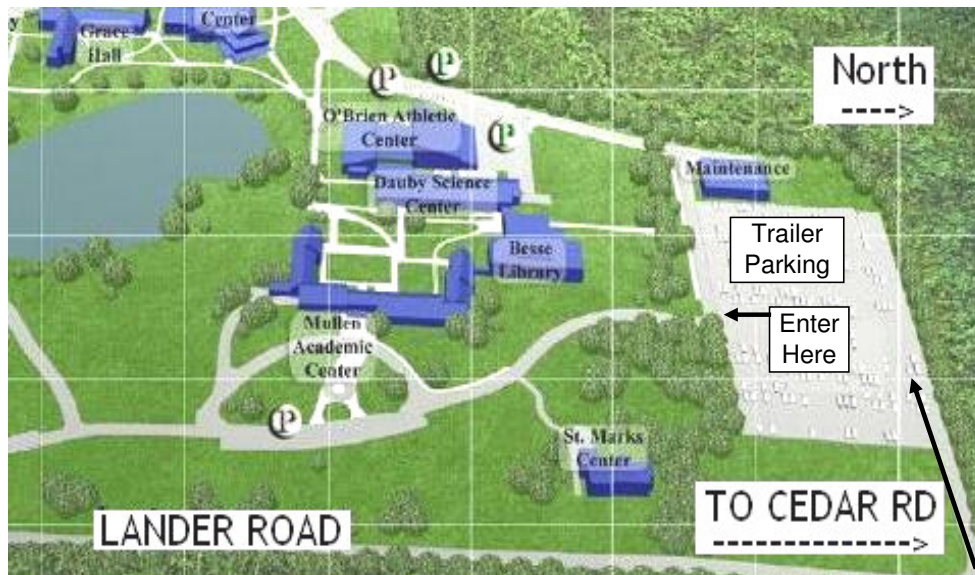 y
Grace
Hall
Center
North
---->
P
P
O'Brien Athletic
Center
P
Maintenance
Dauby Science
Center
Besse
Library
Trailer
Parking
Enter
Here
Mullen
Academic
Center
P
St. Marks
Center
LANDER ROAD
TO CEDAR RD
-------------->